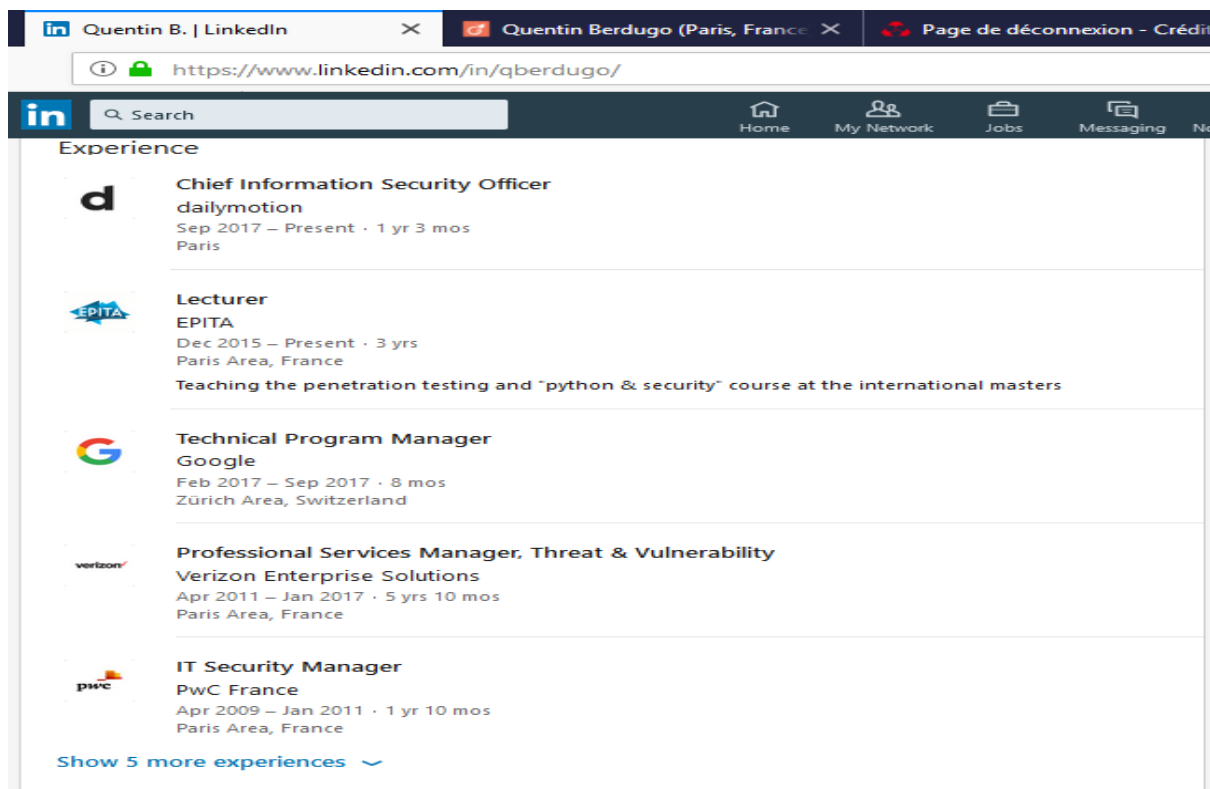 Quentin B. | LinkedIn
Quentin Berdugo (Paris, France
Page de déconnexion - Crédit
https://www.linkedin.com/in/qberdugo/
in
Search
Home
My Network
Jobs
Messaging
No
Experience
d
Chief Information Security Officer
dailymotion
Sep 2017 – Present · 1 yr 3 mos
Paris
EPITA
Lecturer
EPITA
Dec 2015 – Present · 3 yrs
Paris Area, France
Teaching the penetration testing and "python & security" course at the international masters
G
Technical Program Manager
Google
Feb 2017 – Sep 2017 · 8 mos
Zürich Area, Switzerland
verizon
Professional Services Manager, Threat & Vulnerability
Verizon Enterprise Solutions
Apr 2011 – Jan 2017 · 5 yrs 10 mos
Paris Area, France
pwc
IT Security Manager
PwC France
Apr 2009 – Jan 2011 · 1 yr 10 mos
Paris Area, France
Show 5 more experiences